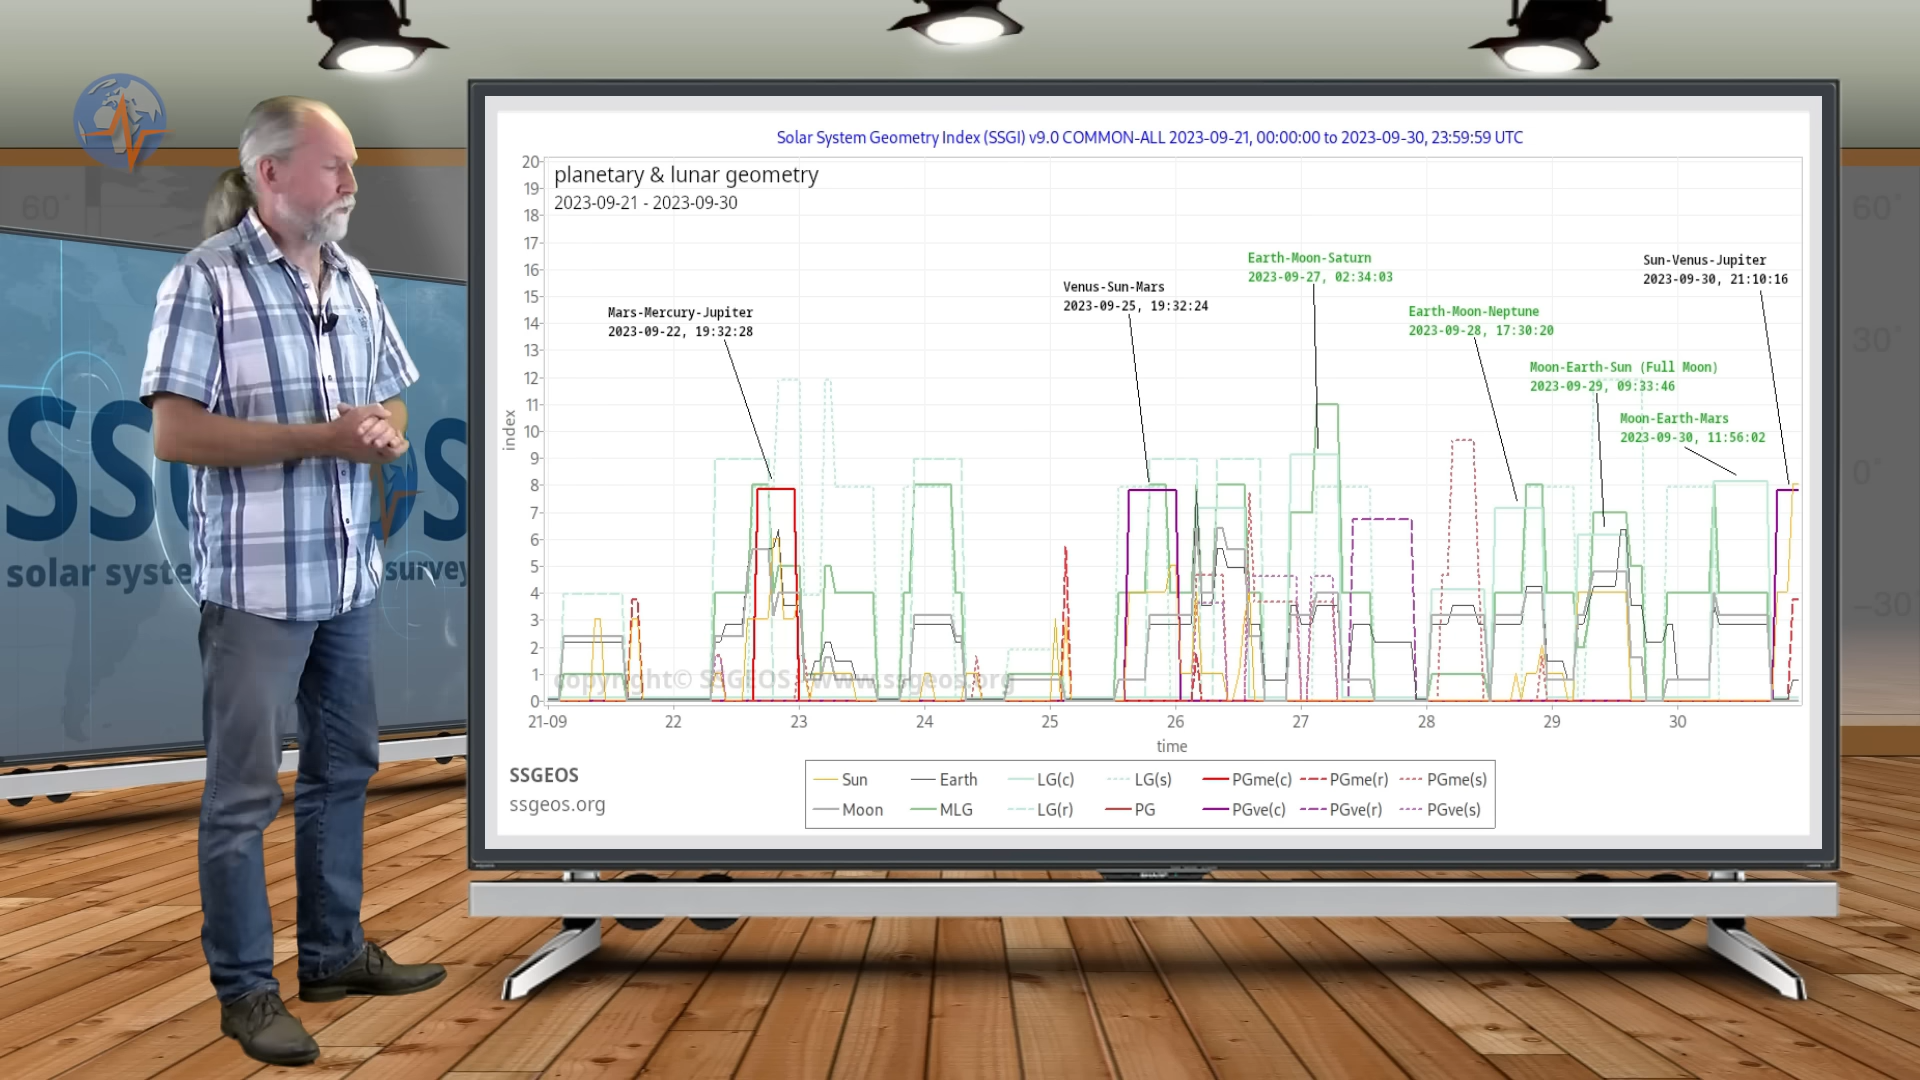 Solar System Geometry Index (SSGI) v9.0 COMMON-ALL 2023-09-21, 00:00:00 to 2023-09-30, 23:59:59 UTC
planetary & lunar geometry
2023-09-21 - 2023-09-30
20
19
18
17
16
15
14
13
12
11
10
9
8
7
6
5
4
3
2
1
0
index
Mars-Mercury-Jupiter
2023-09-22, 19:32:28
Venus-Sun-Mars
2023-09-25, 19:32:24
Earth-Moon-Saturn
2023-09-27, 02:34:03
Earth-Moon-Neptune
2023-09-28, 17:30:20
Moon-Earth-Sun (Full Moon)
2023-09-29, 09:33:46
Moon-Earth-Mars
2023-09-30, 11:56:02
Sun-Venus-Jupiter
2023-09-30, 21:10:16
copyright© SSGEOS - www.ssgeos.org
21-09 22 23 24 25 26 27 28 29 30
time
SSGEOS
ssgeos.org
Sun Earth LG(c) LG(s) PGme(c) PGme(r) PGme(s)
Moon MLG LG(r) PG PGve(c) PGve(r) PGve(s)
SSGEOS
solar syste survey
60°
60°
30°
0°
−30°